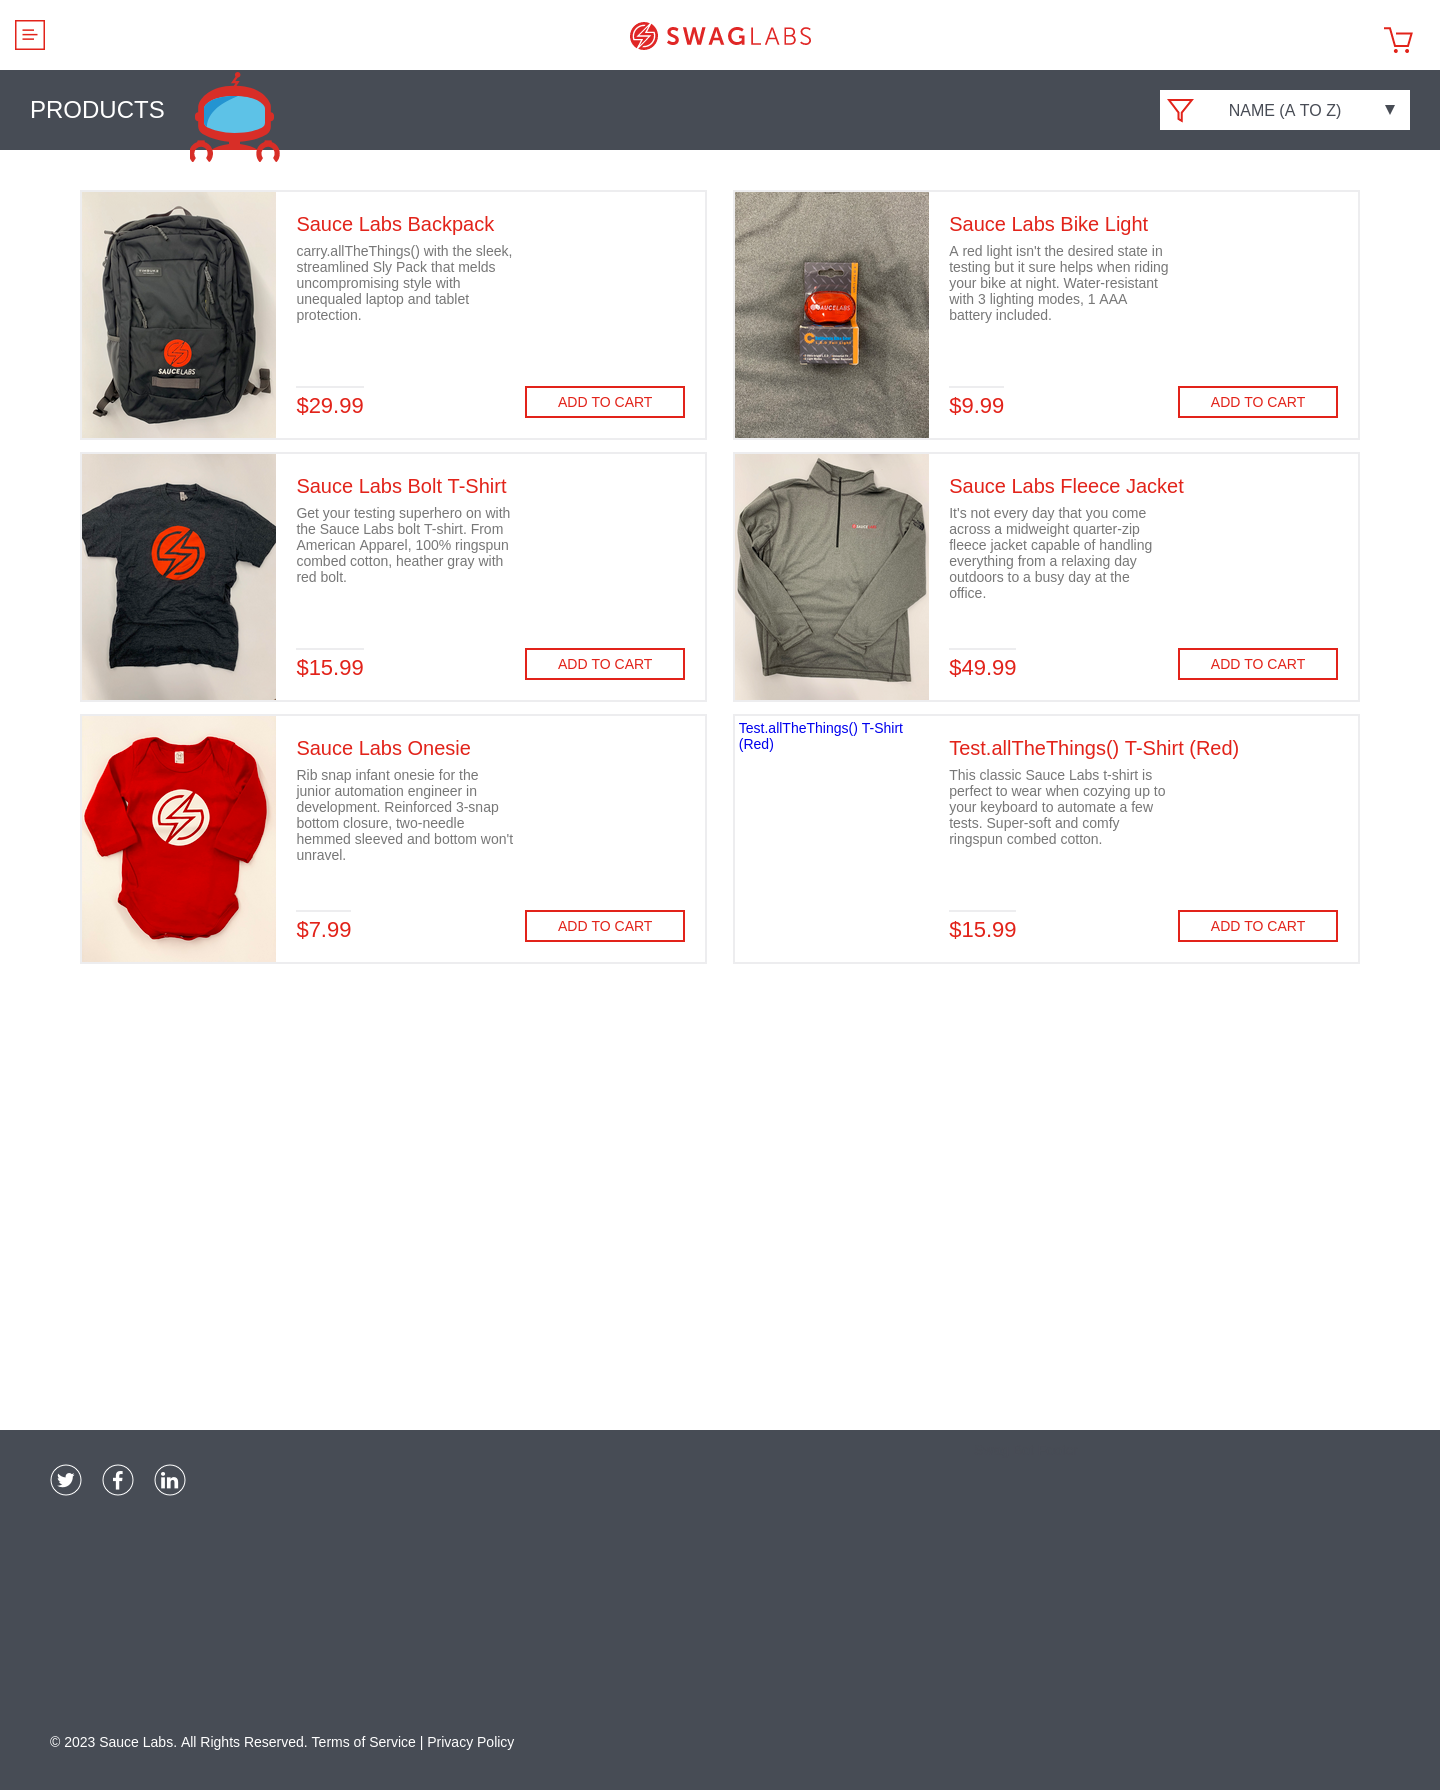 SWAGLABS
PRODUCTS
NAME (A TO Z)
Sauce Labs Backpack
carry.allTheThings() with the sleek,
streamlined Sly Pack that melds
uncompromising style with
unequaled laptop and tablet
protection.
SAUCELABS
$29.99
ADD TO CART
Sauce Labs Bike Light
A red light isn't the desired state in
testing but it sure helps when riding
your bike at night. Water-resistant
with 3 lighting modes, 1 AAA
battery included.
SAUCELABS
$9.99
ADD TO CART
Sauce Labs Bolt T-Shirt
Get your testing superhero on with
the Sauce Labs bolt T-shirt. From
American Apparel, 100% ringspun
combed cotton, heather gray with
red bolt.
$15.99
ADD TO CART
Sauce Labs Fleece Jacket
It's not every day that you come
across a midweight quarter-zip
fleece jacket capable of handling
everything from a relaxing day
outdoors to a busy day at the
office.
$49.99
ADD TO CART
Sauce Labs Onesie
Rib snap infant onesie for the
junior automation engineer in
development. Reinforced 3-snap
bottom closure, two-needle
hemmed sleeved and bottom won't
unravel.
$7.99
ADD TO CART
Test.allTheThings() T-Shirt
(Red)
Test.allTheThings() T-Shirt (Red)
This classic Sauce Labs t-shirt is
perfect to wear when cozying up to
your keyboard to automate a few
tests. Super-soft and comfy
ringspun combed cotton.
$15.99
ADD TO CART
© 2023 Sauce Labs. All Rights Reserved. Terms of Service | Privacy Policy